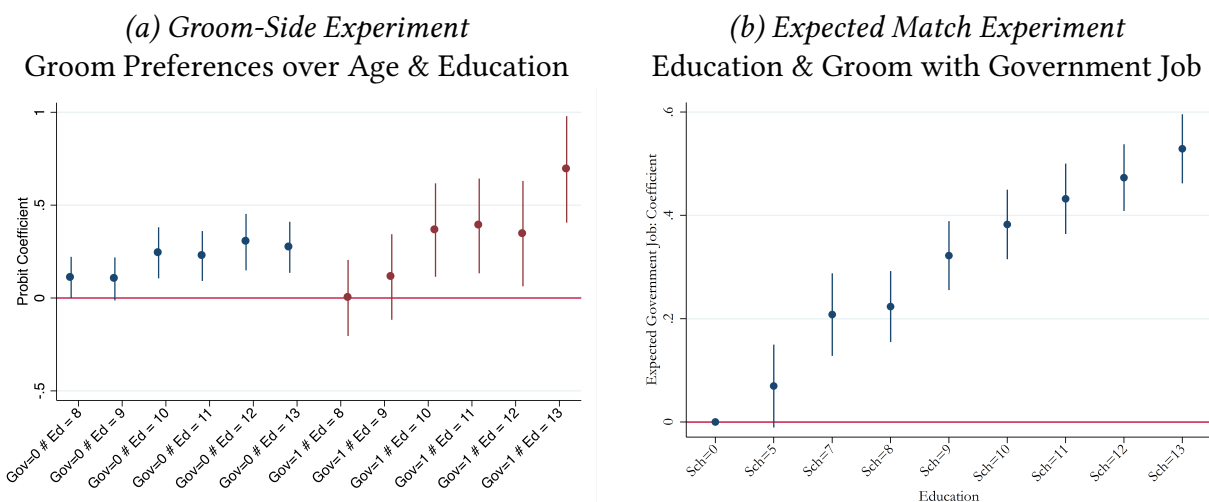 (a) Groom-Side Experiment
Groom Preferences over Age & Education
Probit Coefficient
1
.5
0
-.5
Gov=0 # Ed = 8
Gov=0 # Ed = 9
Gov=0 # Ed = 10
Gov=0 # Ed = 11
Gov=0 # Ed = 12
Gov=0 # Ed = 13
Gov=1 # Ed = 8
Gov=1 # Ed = 9
Gov=1 # Ed = 10
Gov=1 # Ed = 11
Gov=1 # Ed = 12
Gov=1 # Ed = 13
(b) Expected Match Experiment
Education & Groom with Government Job
Expected Government Job: Coefficient
.6
.4
.2
0
Sch=0
Sch=5
Sch=7
Sch=8
Sch=9
Sch=10
Sch=11
Sch=12
Sch=13
Education